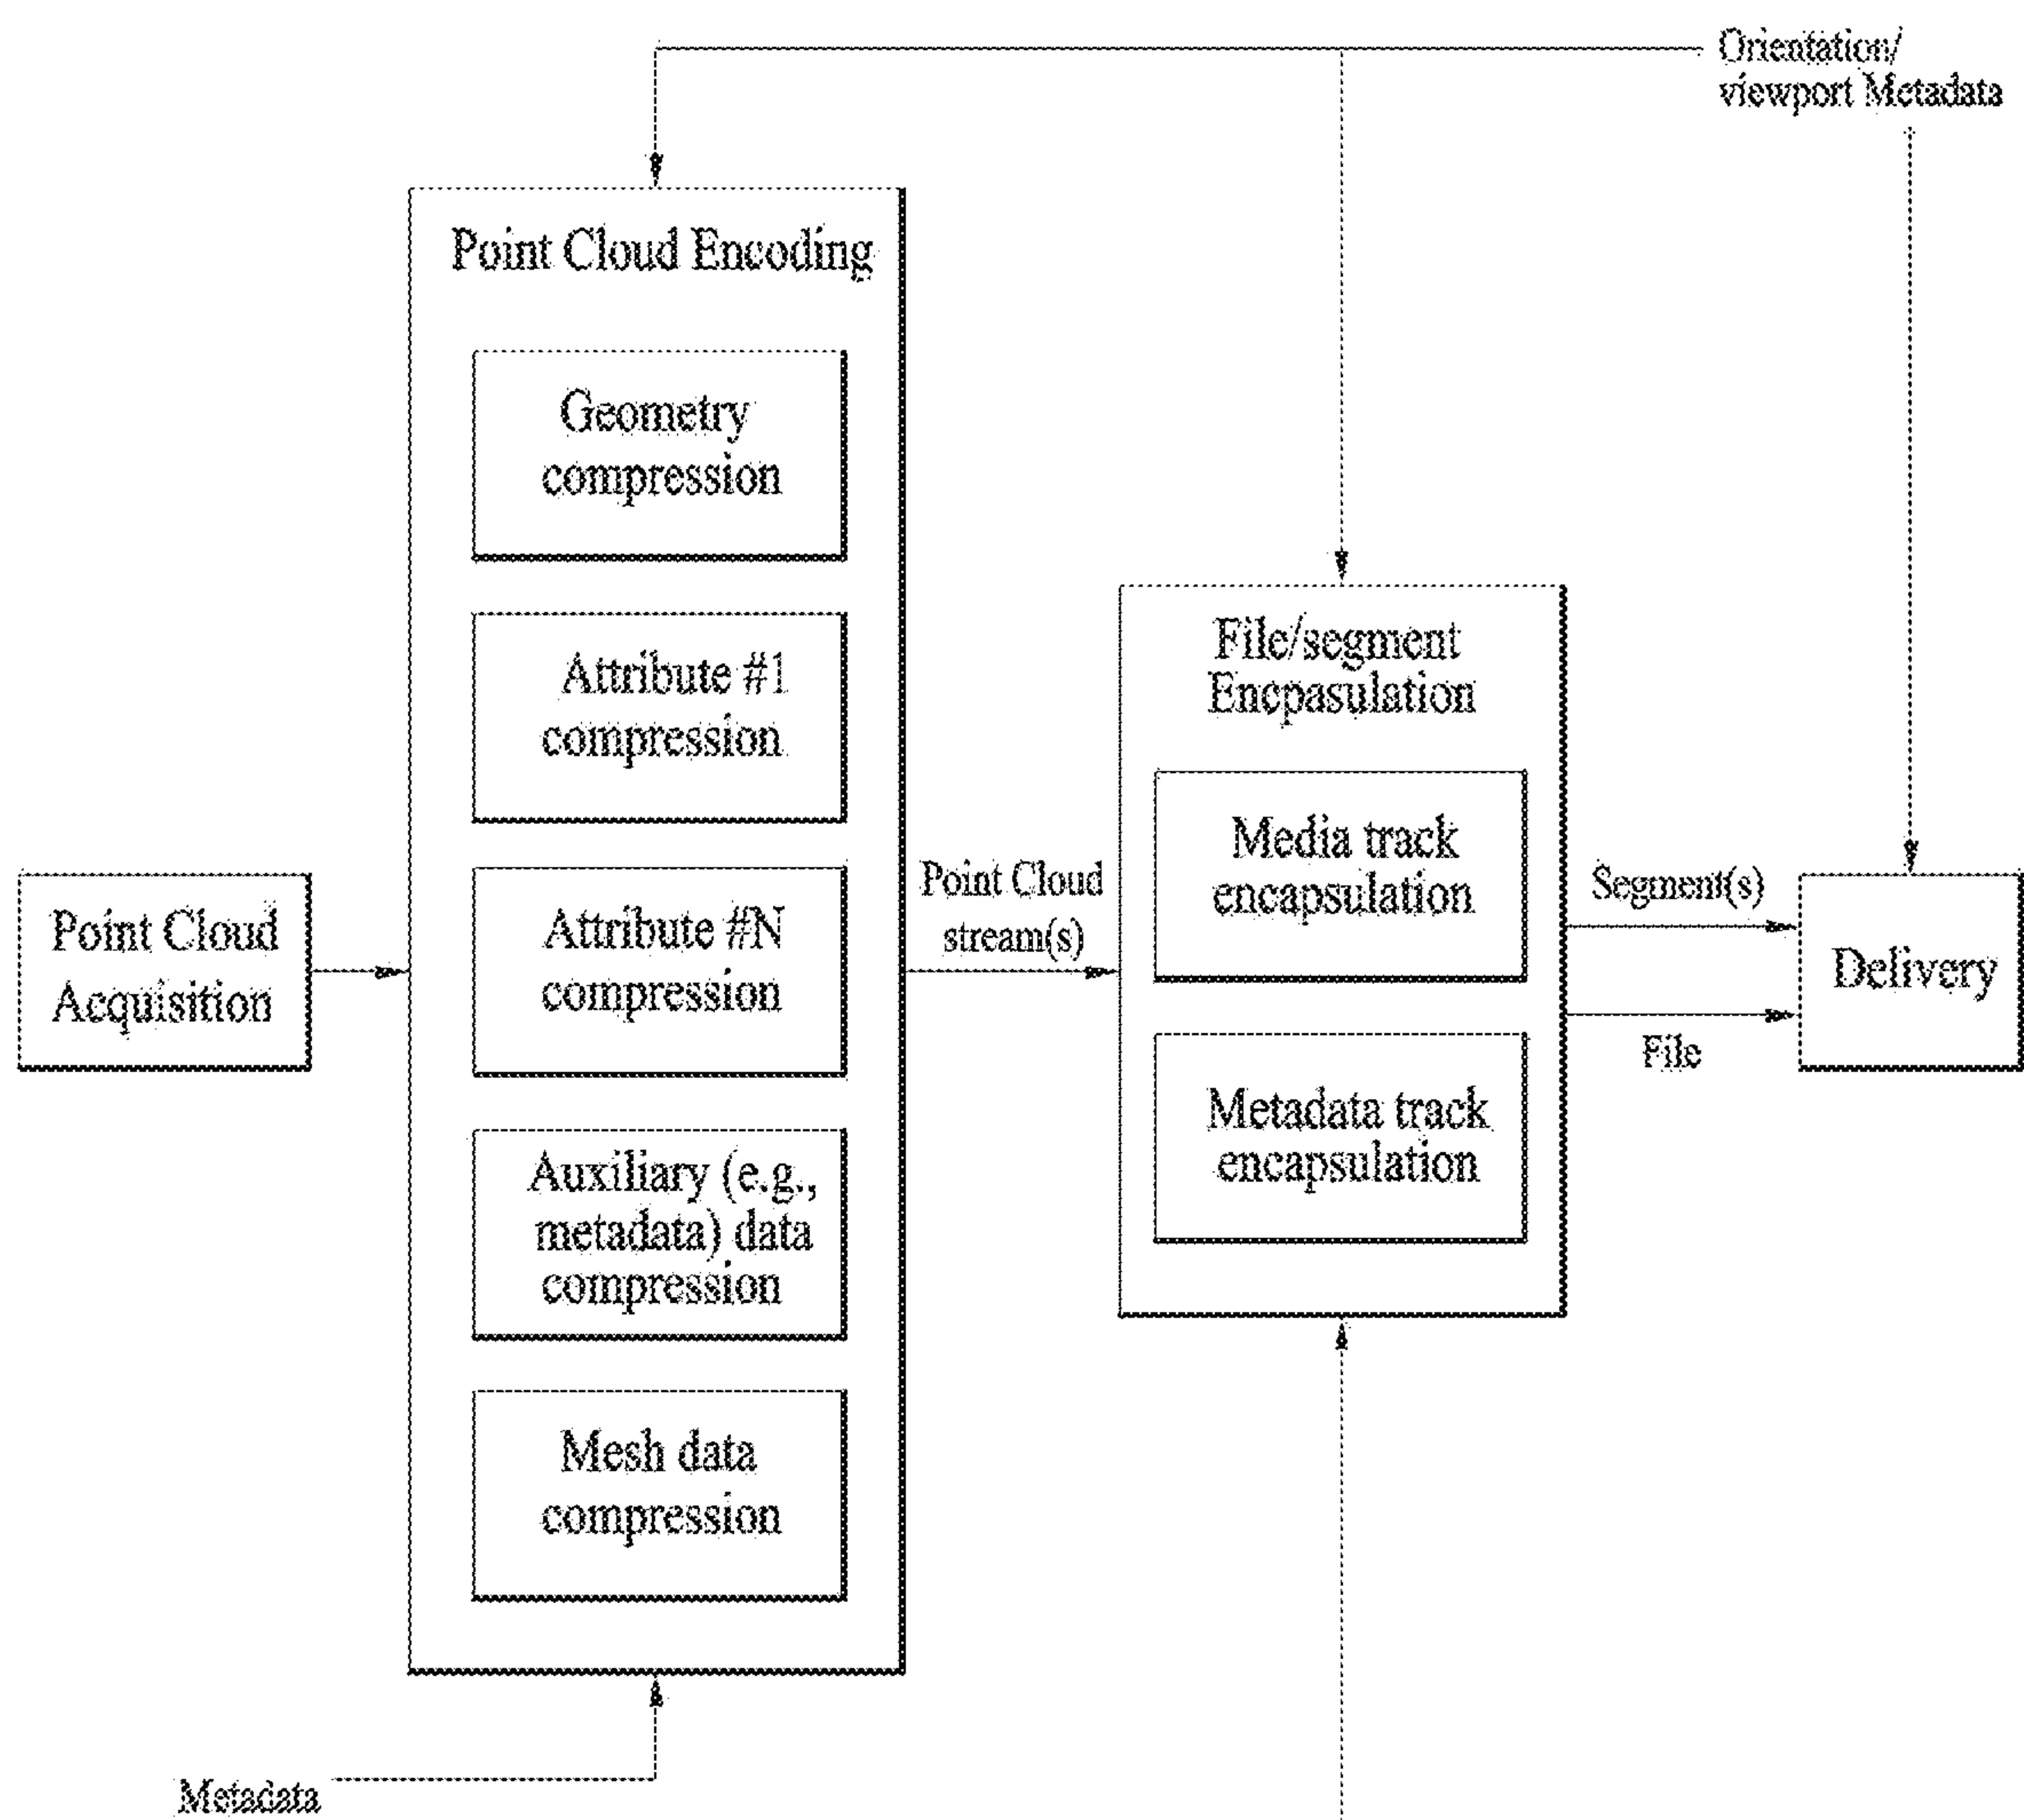 Orientation/
viewport Metadata
Point Cloud Encoding
Geometry
compression
Attribute #1
compression
Attribute #N
compression
Auxiliary (e.g.,
metadata) data
compression
Mesh data
compression
Point Cloud
Acquisition
Point Cloud
stream(s)
File/segment
Encpasulation
Media track
encapsulation
Metadata track
encapsulation
Segment(s)
File
Delivery
Metadata